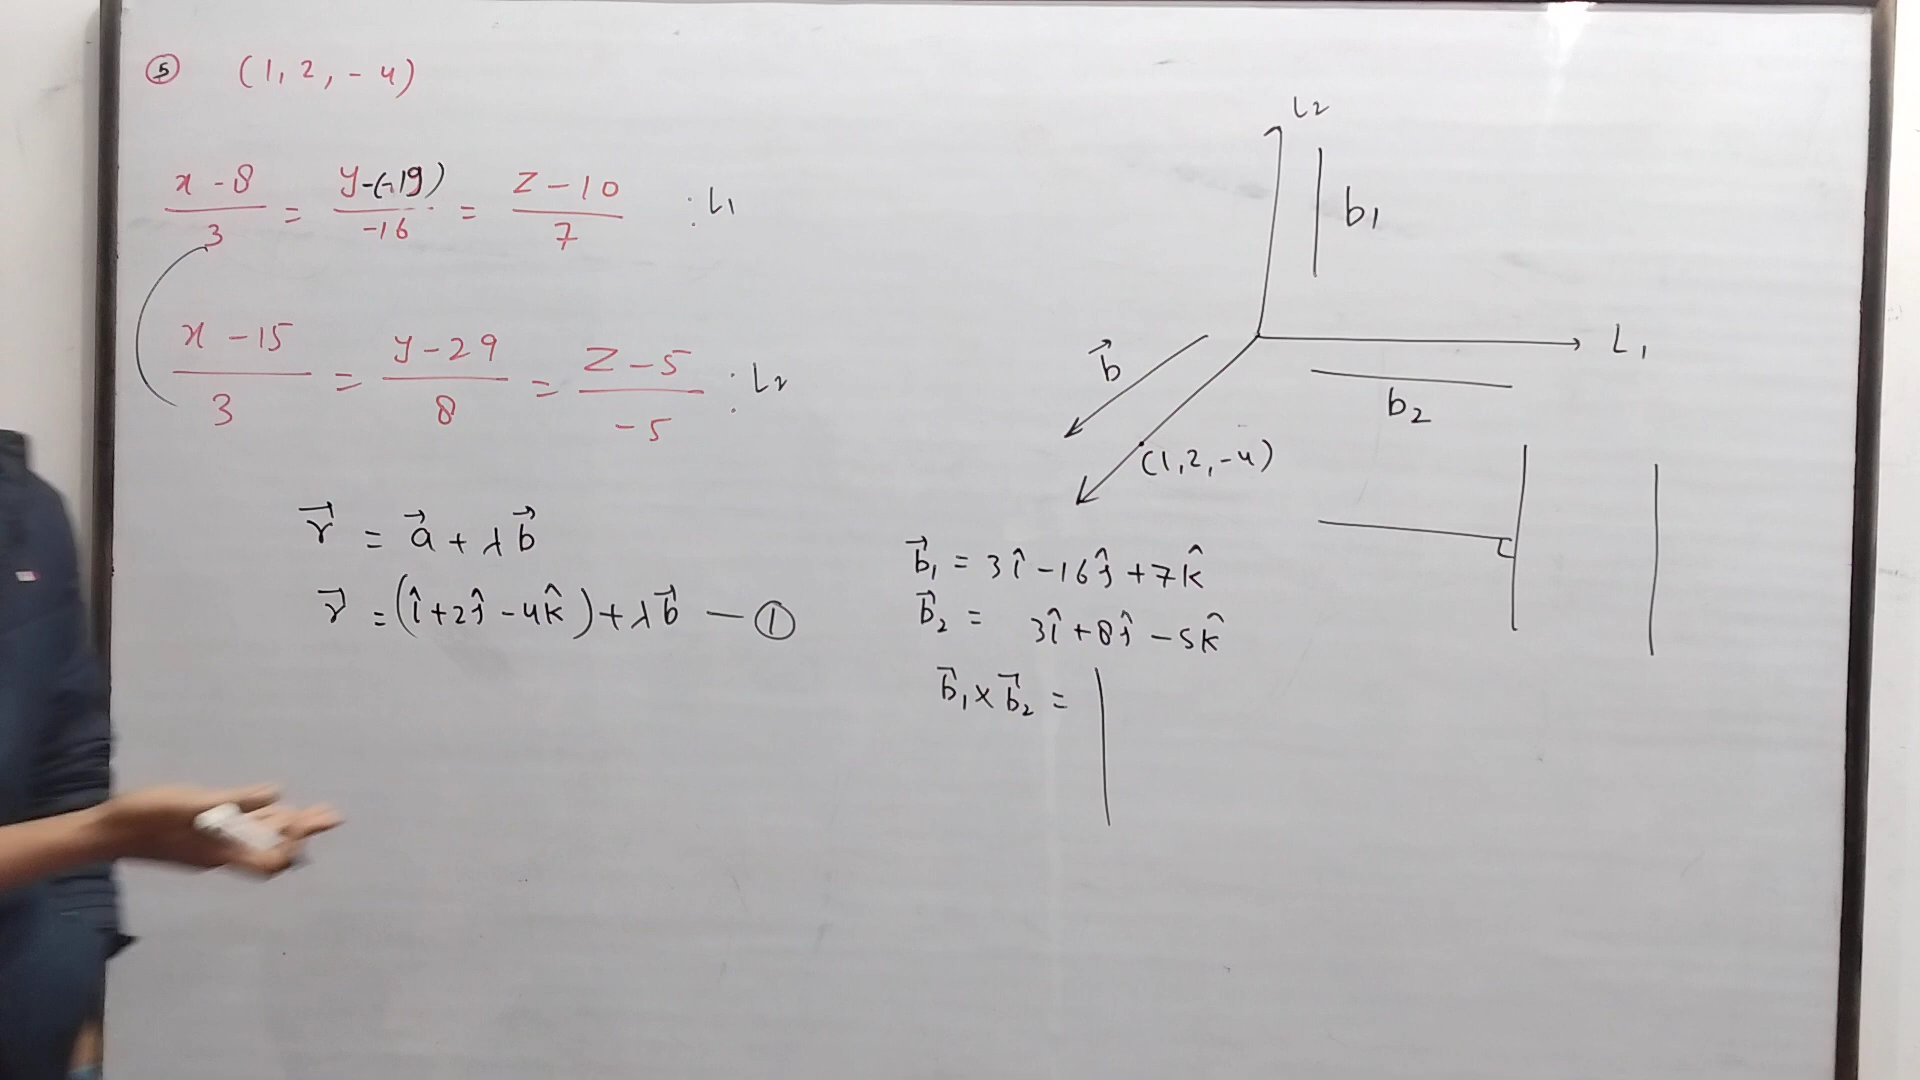 ⑤ (1, 2, -4)
x - 8 / 3 = y-(-19) / -16 = z - 10 / 7 : L₁
x - 15 / 3 = y - 29 / 8 = z - 5 / -5 : L₂
r⃗ = a⃗ + λb⃗
r⃗ = (î+2ĵ-4k̂)+λb⃗ — ①
L₂
b₁
L₁
b⃗
b₂
(1,2,-4)
b⃗₁ = 3î-16ĵ+7k̂
b⃗₂ = 3î+8ĵ-5k̂
b⃗₁×b⃗₂ = |